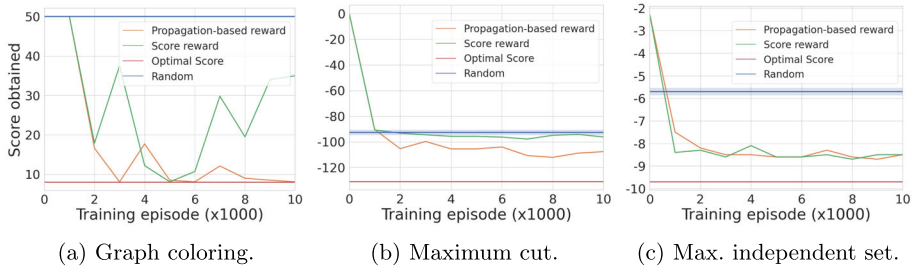 Score obtained
50
40
30
20
10
Propagation-based reward
Score reward
Optimal Score
Random
0 2 4 6 8 10
Training episode (x1000)
(a) Graph coloring.
0
-20
-40
-60
-80
-100
-120
Propagation-based reward
Score reward
Optimal Score
Random
0 2 4 6 8 10
Training episode (x1000)
(b) Maximum cut.
-2
-3
-4
-5
-6
-7
-8
-9
-10
Propagation-based reward
Score reward
Optimal Score
Random
0 2 4 6 8 10
Training episode (x1000)
(c) Max. independent set.